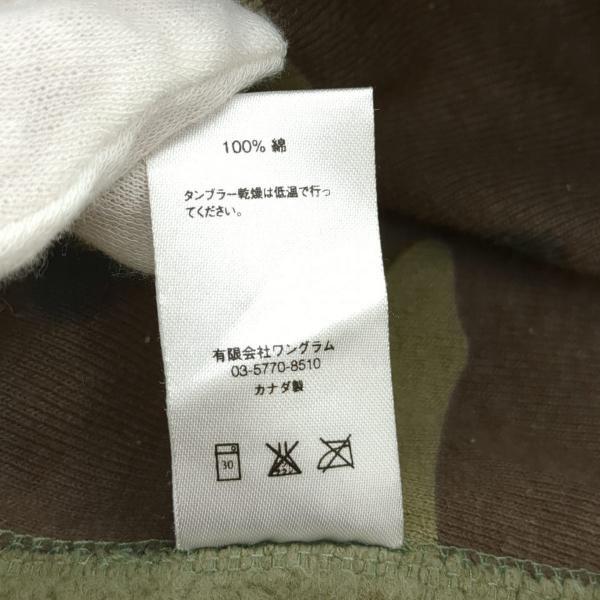 100% 綿
タンブラー乾燥は低温で行っ
てください。
有限会社ワングラム
03-5770-8510
カナダ製
30